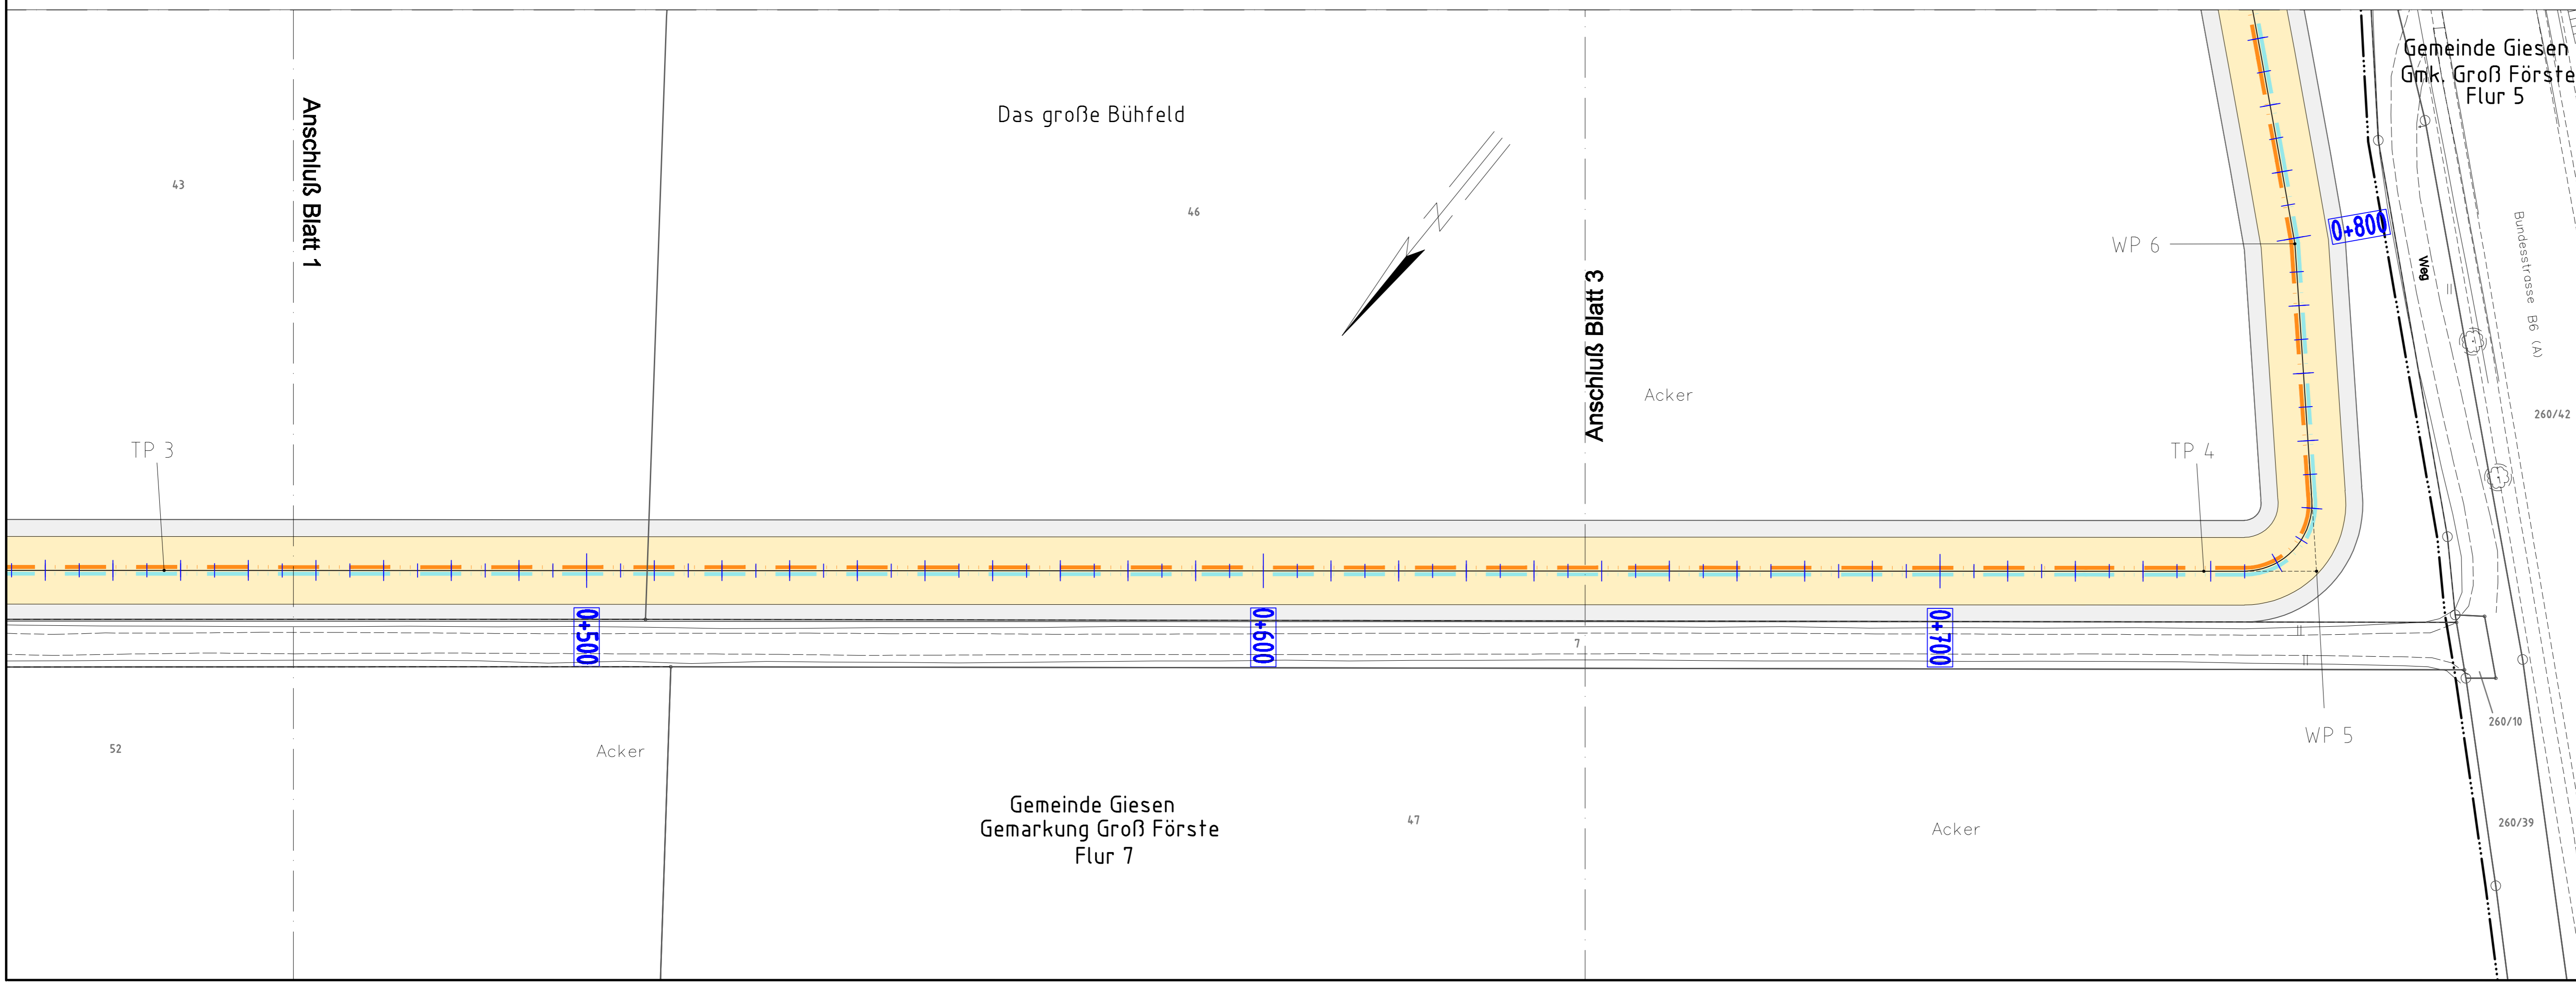 Gemeinde Giesen
Gmk. Groß Förste
Flur 5
Anschluß Blatt 1
Das große Bühfeld
43
46
N
0+800
WP 6
Weg
Bundesstrasse B6 (A)
Anschluß Blatt 3
Acker
260/42
TP 3
TP 4
0+500
0+600
7
0+700
260/10
WP 5
52
Acker
Gemeinde Giesen
Gemarkung Groß Förste
Flur 7
47
Acker
260/39